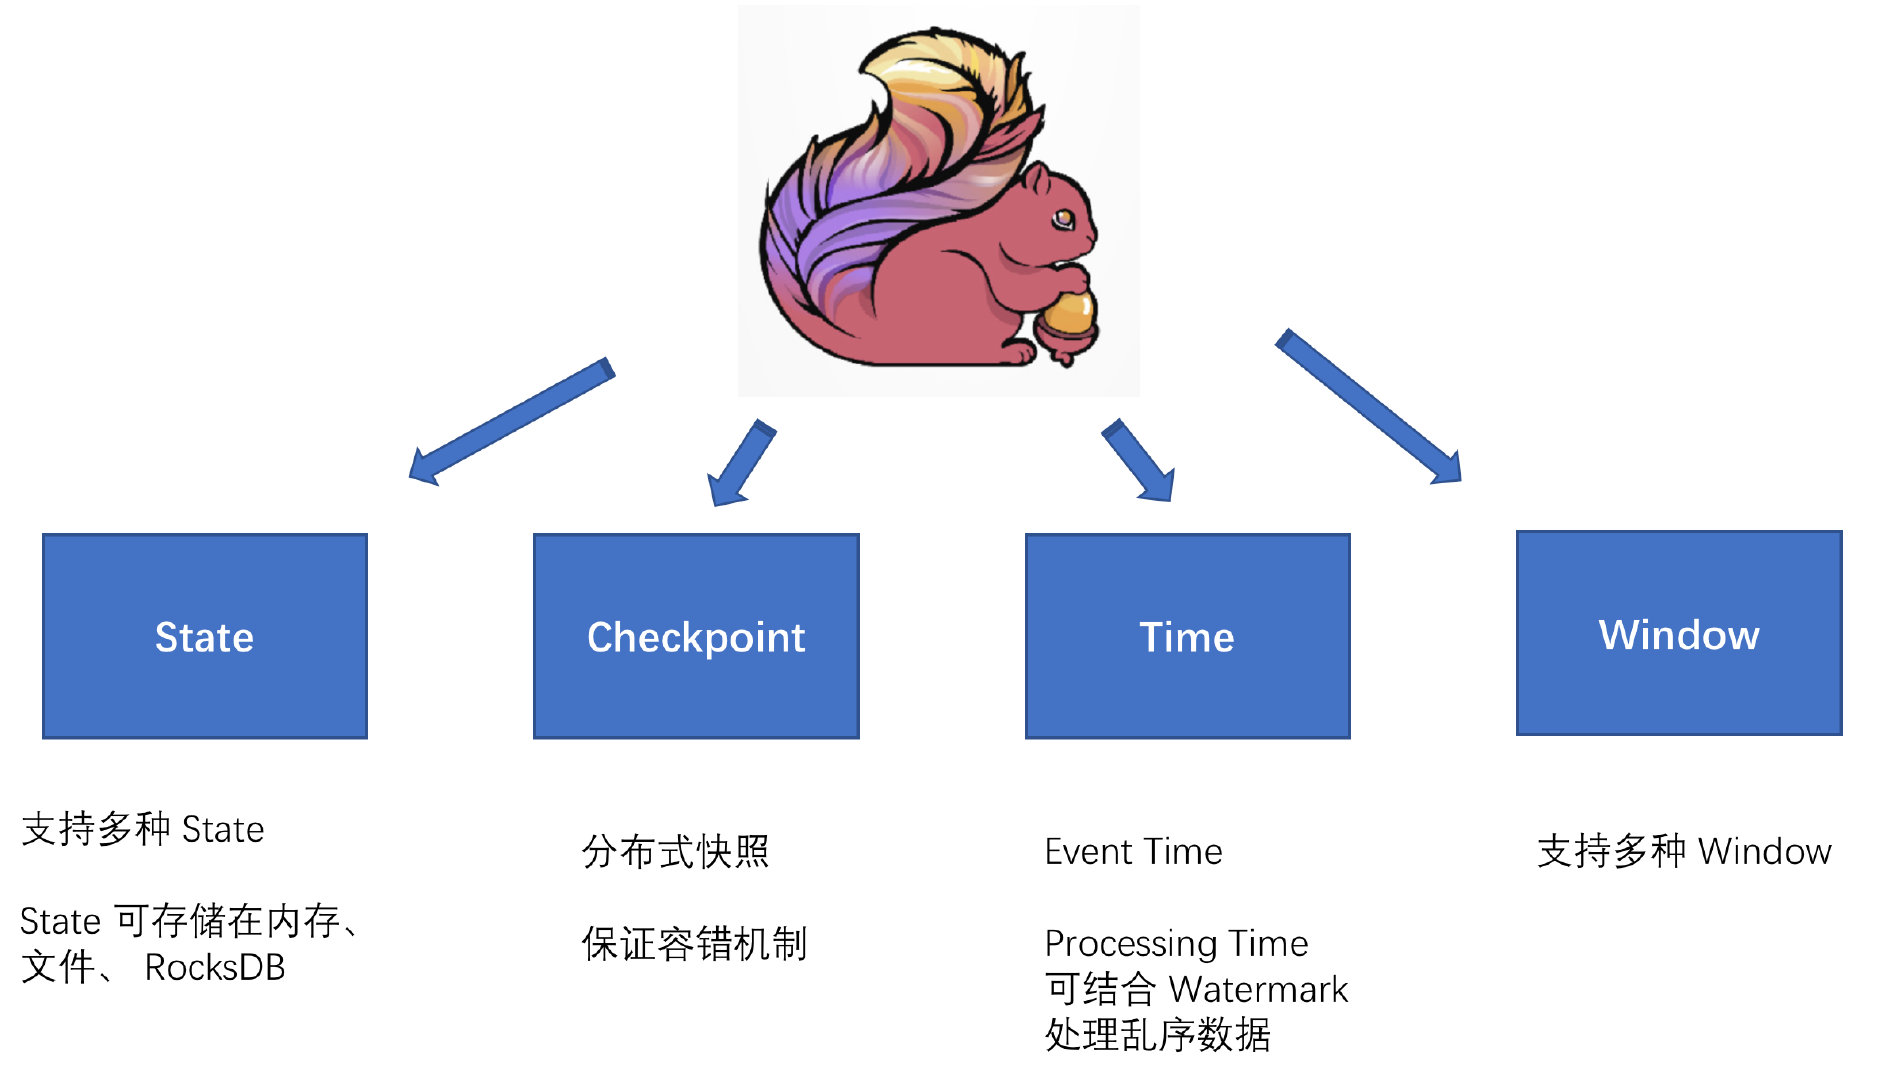 State
Checkpoint
Time
Window
支持多种 State
State 可存储在内存、
文件、 RocksDB
分布式快照
保证容错机制
Event Time
Processing Time
可结合 Watermark
处理乱序数据
支持多种 Window